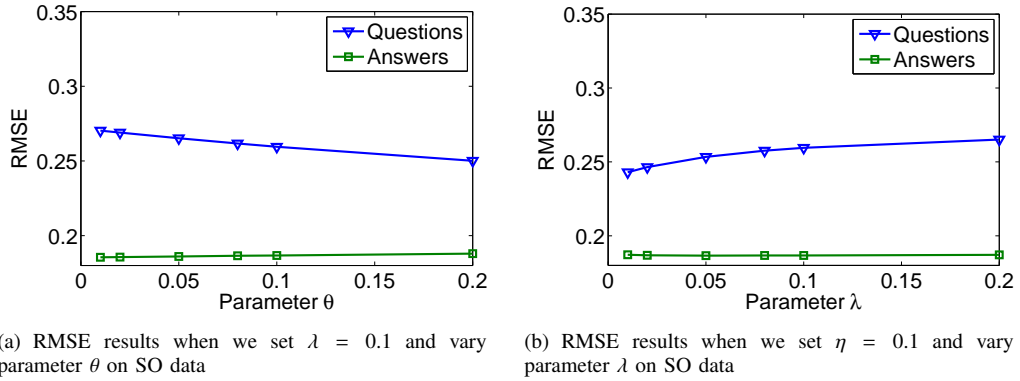 0.35
0.3
0.25
0.2
RMSE
Questions
Answers
0 0.05 0.1 0.15 0.2
Parameter θ
(a) RMSE results when we set λ = 0.1 and vary
parameter θ on SO data
0.35
0.3
0.25
0.2
RMSE
Questions
Answers
0 0.05 0.1 0.15 0.2
Parameter λ
(b) RMSE results when we set η = 0.1 and vary
parameter λ on SO data